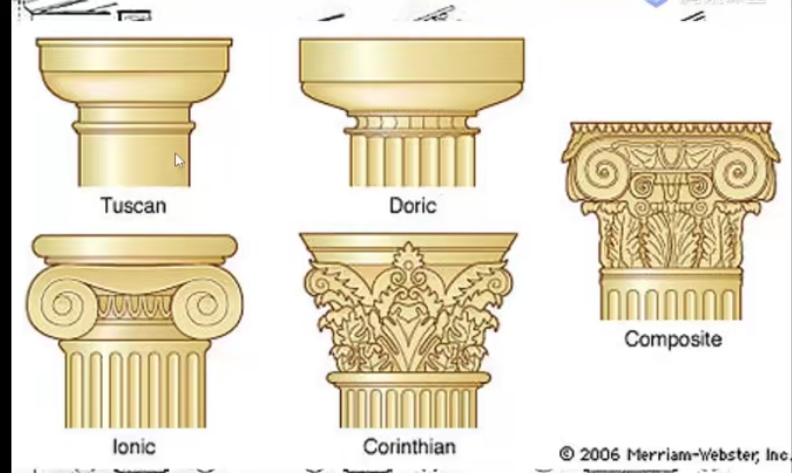 Tuscan
Doric
Ionic
Corinthian
Composite
© 2006 Merriam-Webster, Inc.